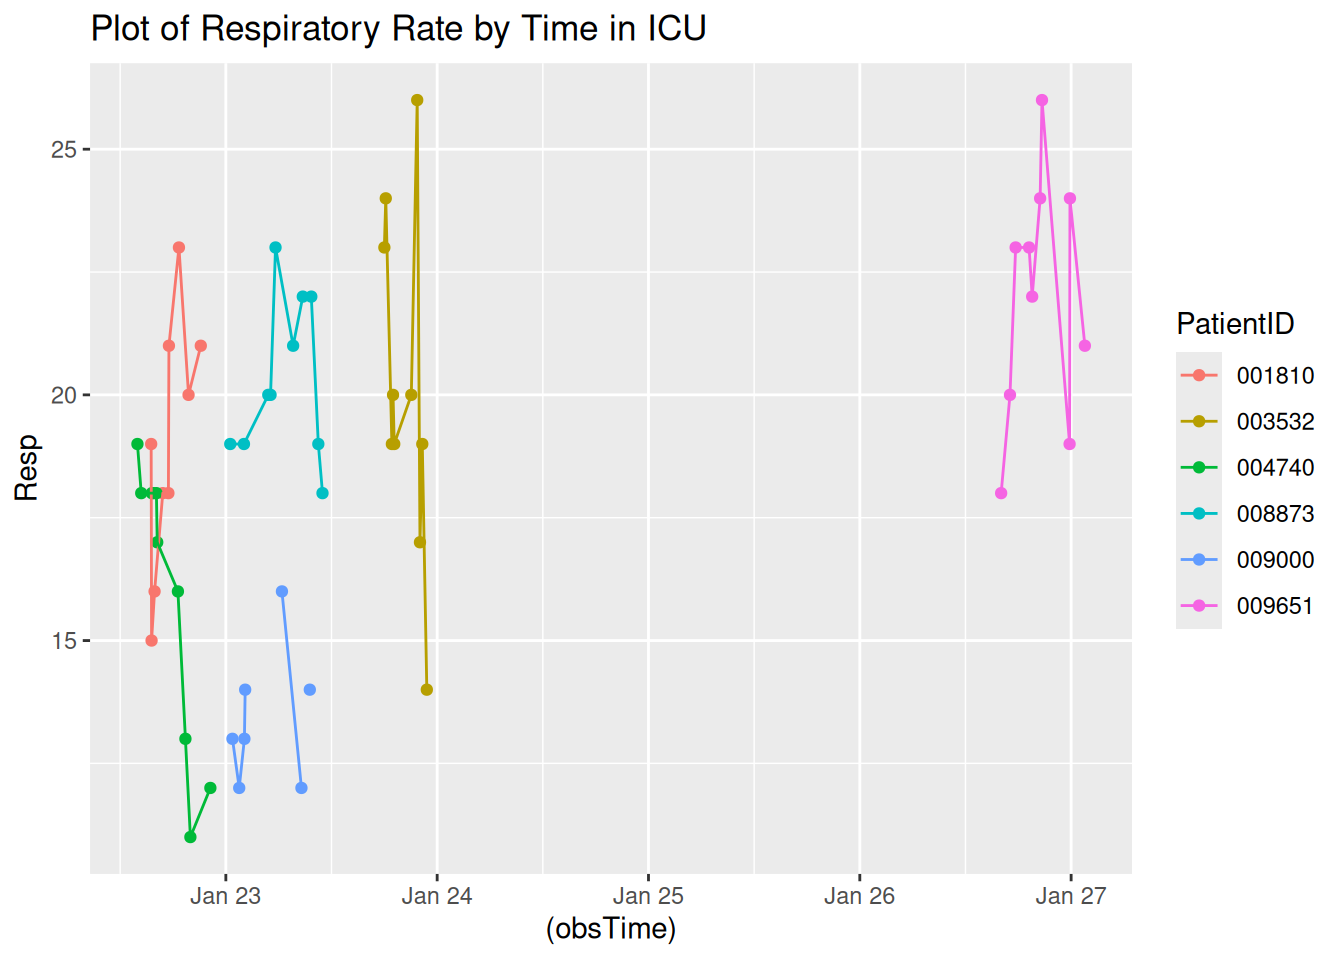 Plot of Respiratory Rate by Time in ICU
25
20
15
Resp
Jan 23
Jan 24
Jan 25
Jan 26
Jan 27
(obsTime)
PatientID
001810
003532
004740
008873
009000
009651